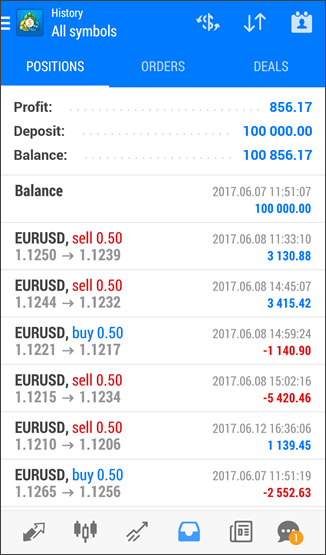 History
All symbols
POSITIONS ORDERS DEALS
Profit: 856.17
Deposit: 100 000.00
Balance: 100 856.17
Balance 2017.06.07 11:51:07
100 000.00
EURUSD, sell 0.50 2017.06.08 11:33:10
1.1250 → 1.1239 3 130.88
EURUSD, sell 0.50 2017.06.08 14:45:07
1.1244 → 1.1232 3 415.42
EURUSD, buy 0.50 2017.06.08 14:59:24
1.1221 → 1.1217 -1 140.90
EURUSD, sell 0.50 2017.06.08 15:02:16
1.1215 → 1.1234 -5 420.46
EURUSD, sell 0.50 2017.06.12 16:36:06
1.1210 → 1.1206 1 139.45
EURUSD, buy 0.50 2017.06.07 11:51:19
1.1265 → 1.1256 -2 552.63
1